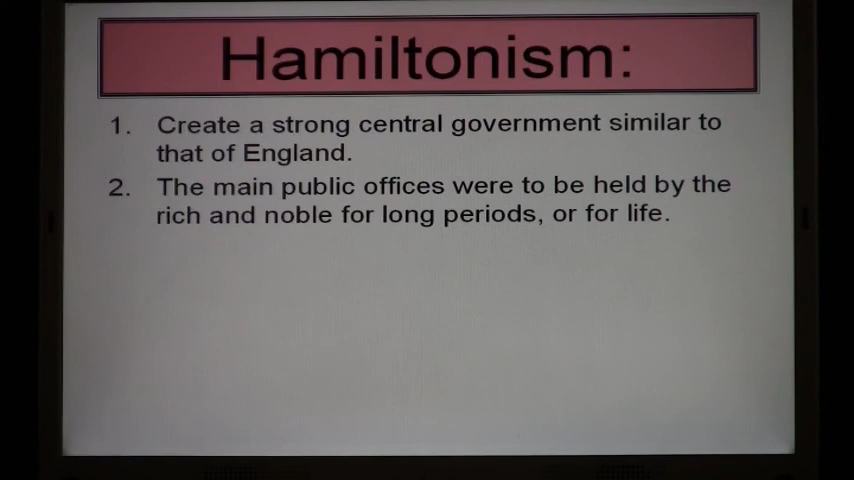 Hamiltonism:
1. Create a strong central government similar to
that of England.
2. The main public offices were to be held by the
rich and noble for long periods, or for life.